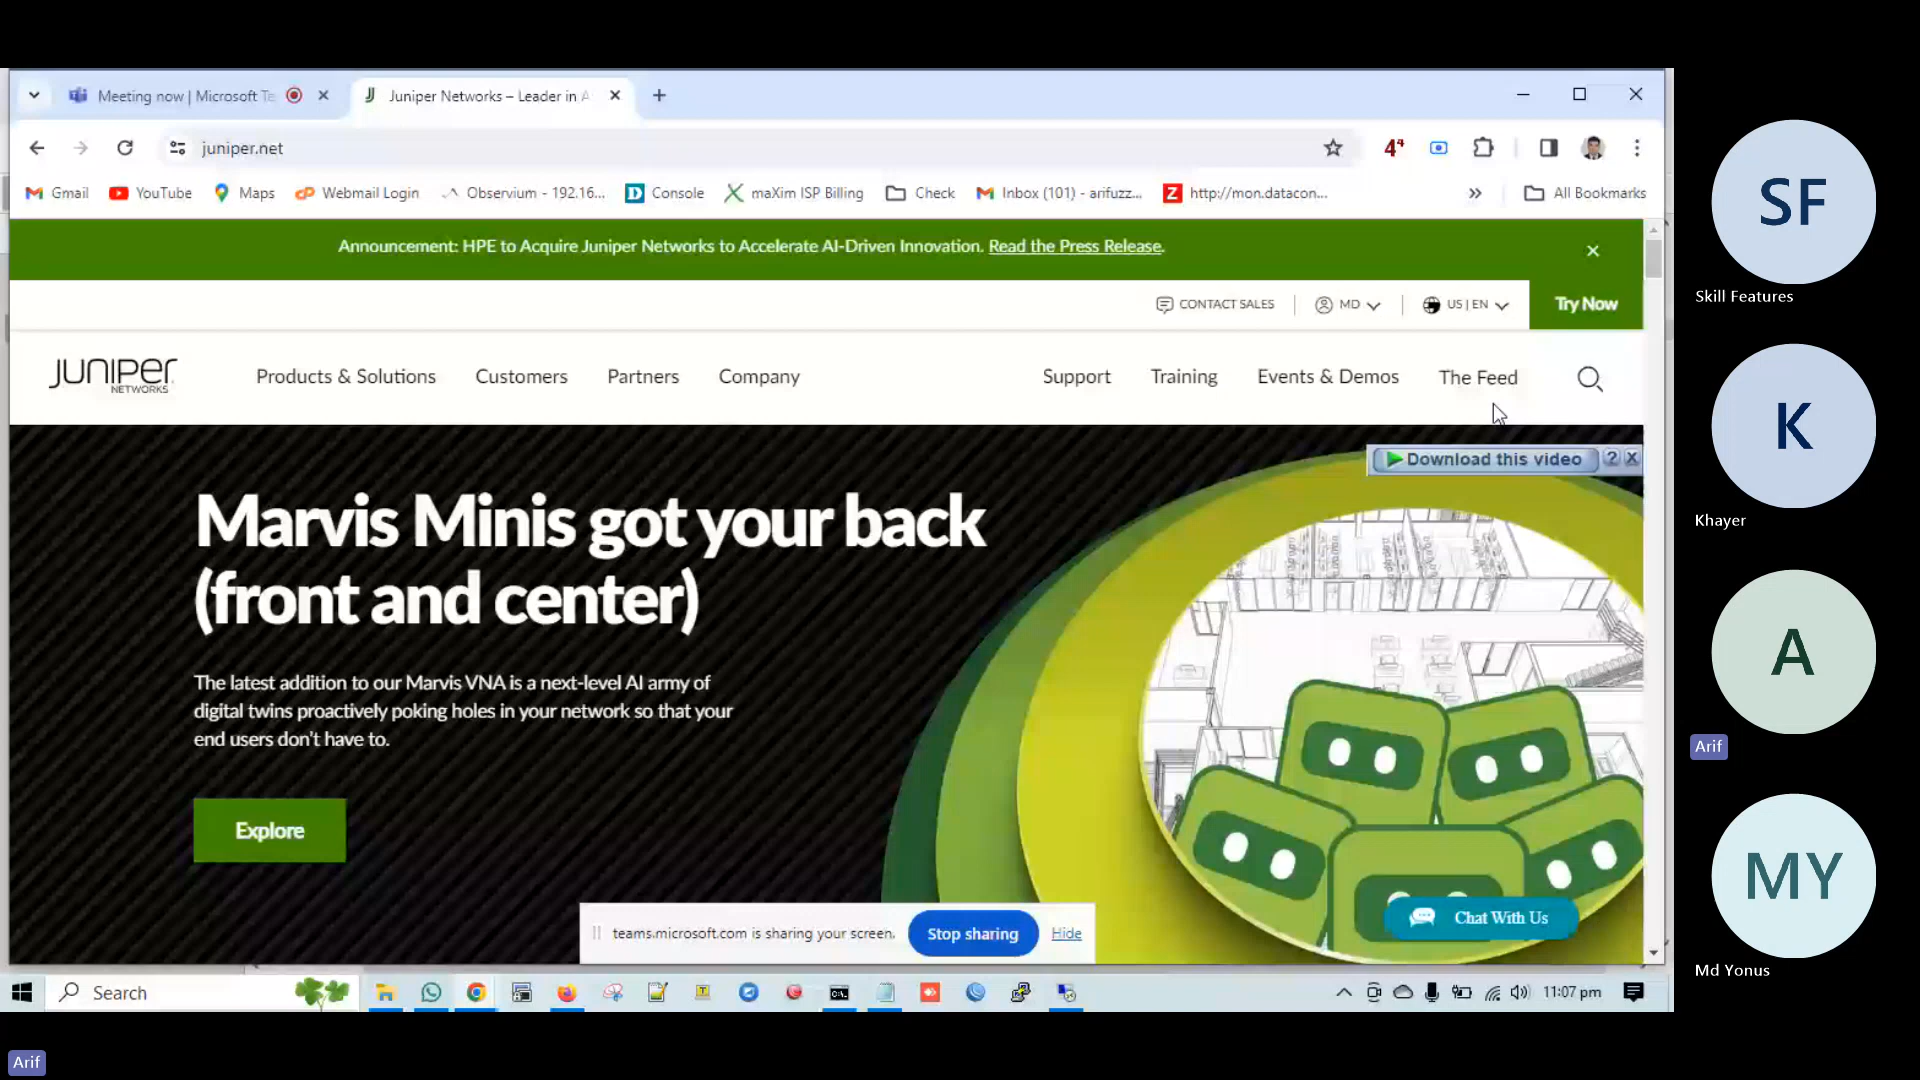 Meeting now | Microsoft Te
Juniper Networks – Leader in A
juniper.net
4⁴
Gmail
YouTube
Maps
Webmail Login
Observium - 192.16...
Console
maXim ISP Billing
Check
Inbox (101) - arifuzz...
http://mon.datacon...
All Bookmarks
Announcement: HPE to Acquire Juniper Networks to Accelerate AI-Driven Innovation. Read the Press Release.
CONTACT SALES
MD
US | EN
Try Now
JUNIPER
NETWORKS
Products & Solutions
Customers
Partners
Company
Support
Training
Events & Demos
The Feed
Download this video
?
X
Marvis Minis got your back
(front and center)
The latest addition to our Marvis VNA is a next-level AI army of
digital twins proactively poking holes in your network so that your
end users don't have to.
Explore
Chat With Us
teams.microsoft.com is sharing your screen.
Stop sharing
Hide
Search
11:07 pm
SF
Skill Features
K
Khayer
A
Arif
MY
Md Yonus
Arif